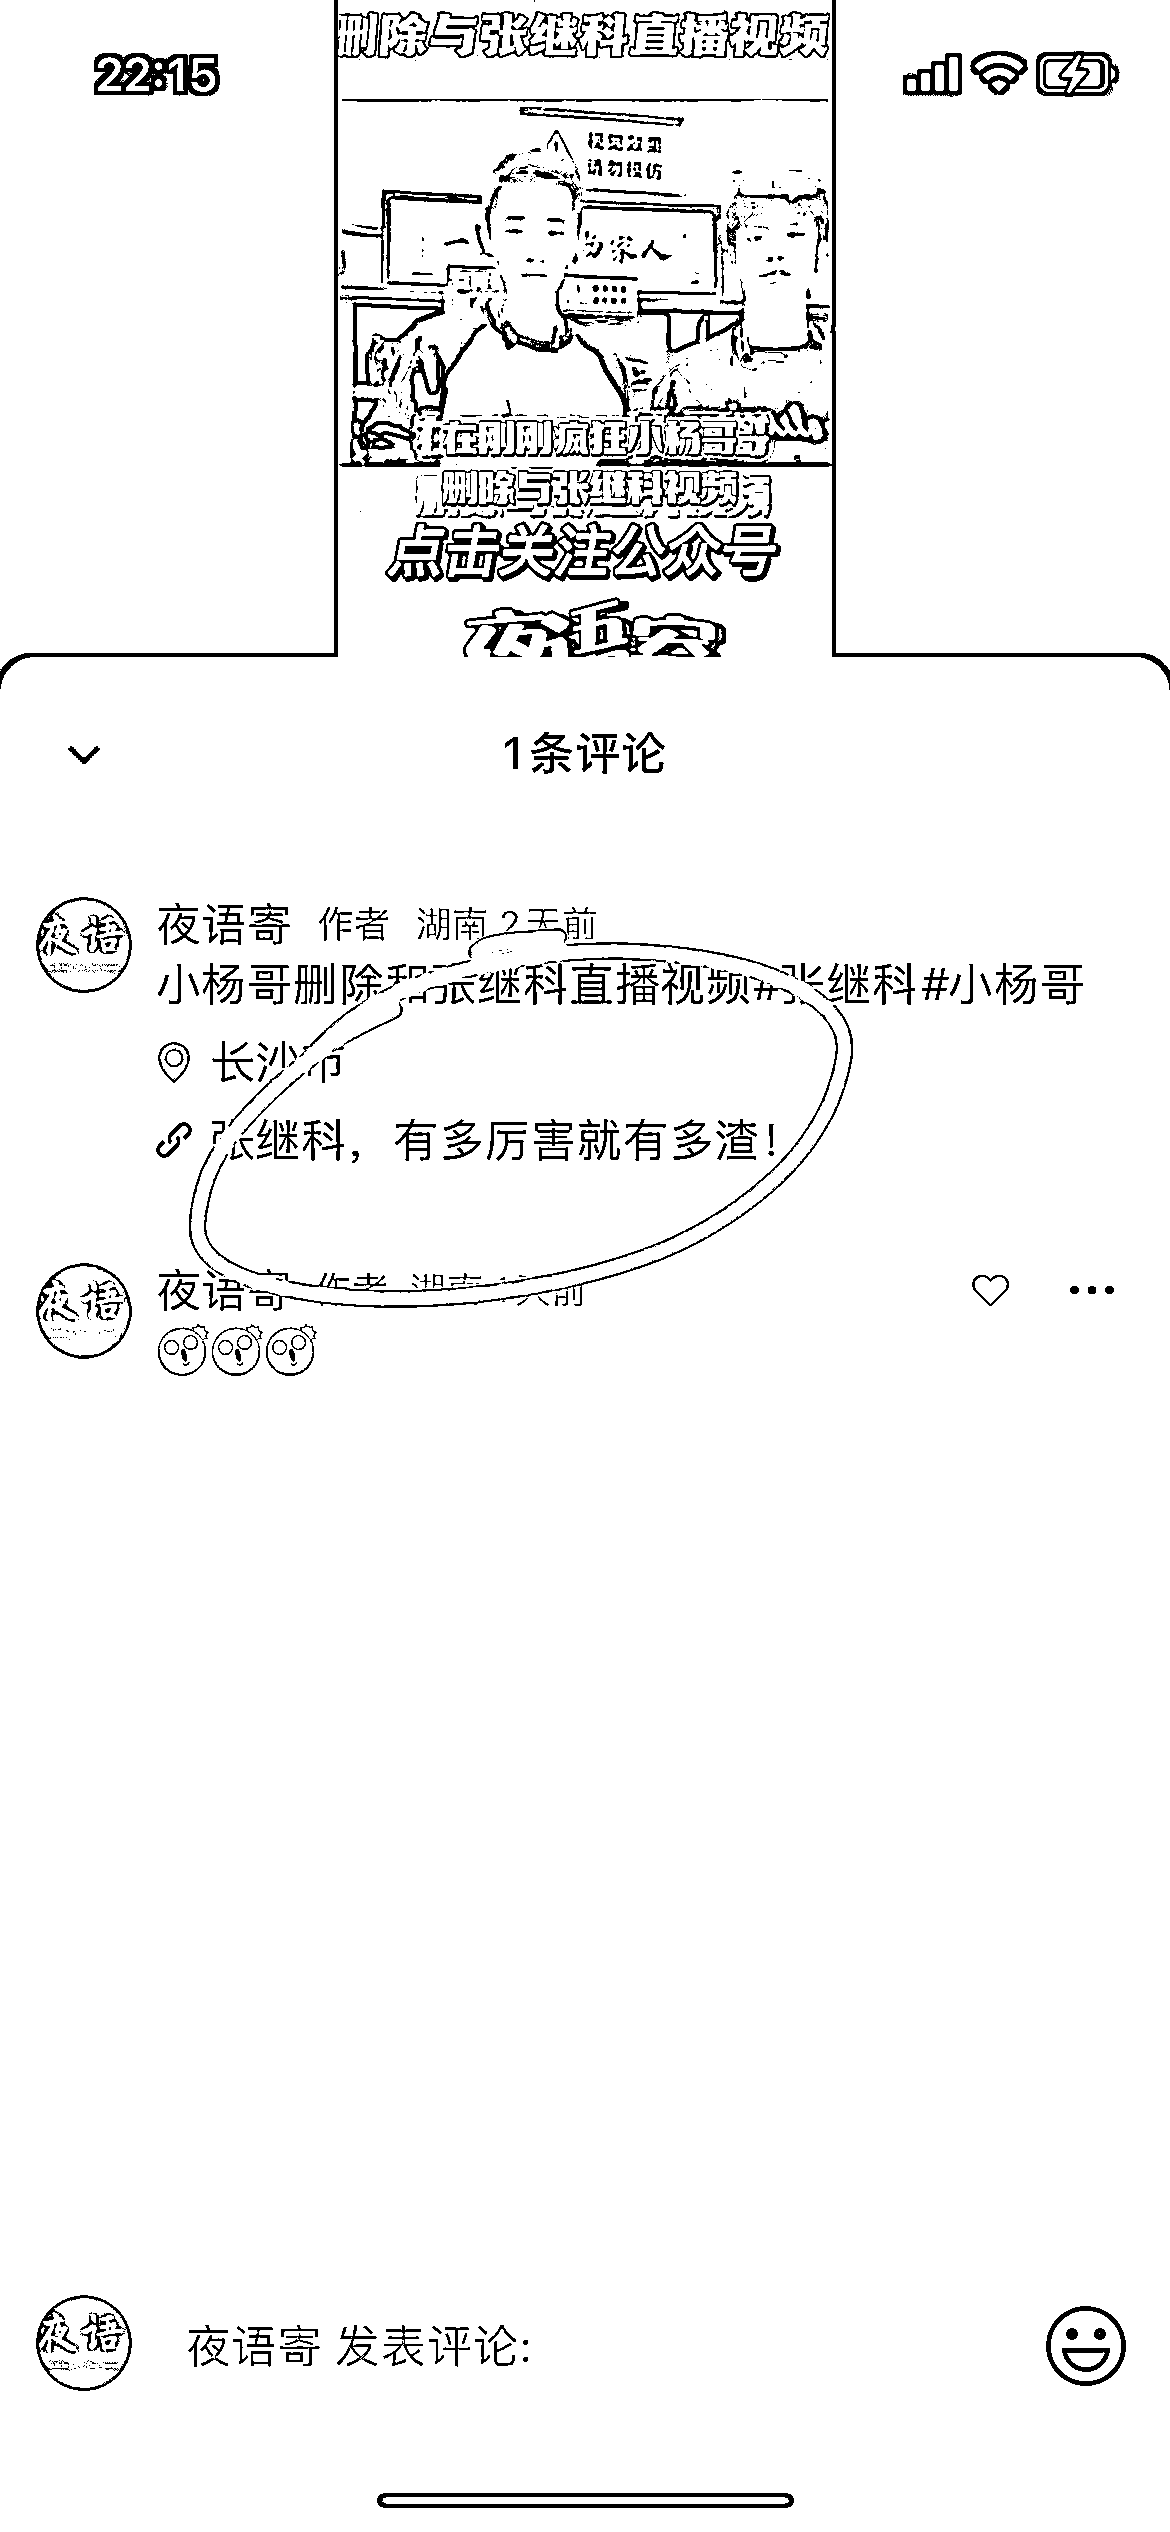 删除与张继科直播视频
22:15
请勿模仿
为家人
在刚刚疯狂小杨哥
删除与张继科视频
点击关注公众号
夜语寄
1条评论
夜语
夜语寄 作者 湖南 2天前
小杨哥删除和张继科直播视频#张继科#小杨哥
长沙市
张继科，有多厉害就有多渣！
夜语
夜语寄 作者 湖南 天前
夜语
夜语寄 发表评论: